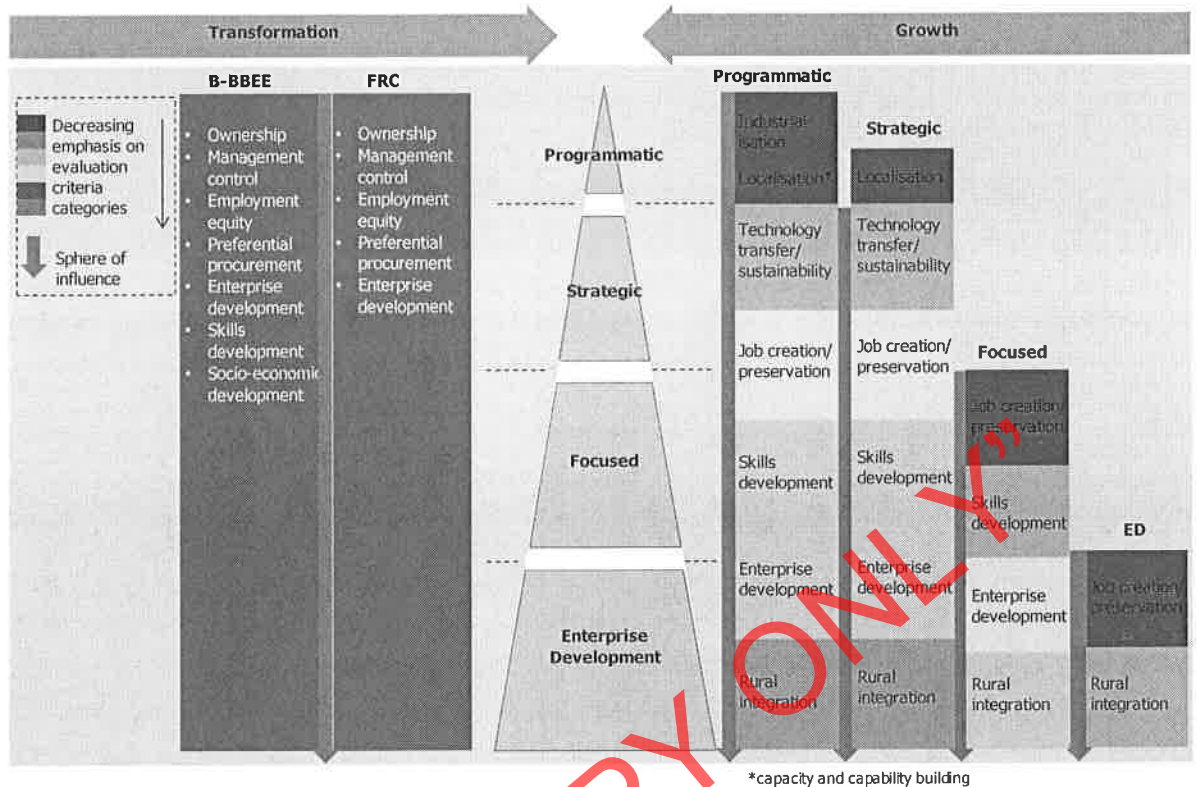 Transformation
Growth
B-BBEE
FRC
Decreasing
emphasis on
evaluation
criteria
categories
Sphere of
influence
• Ownership
• Management
control
• Employment
equity
• Preferential
procurement
• Enterprise
development
• Skills
development
• Socio-economic
development
• Ownership
• Management
control
• Employment
equity
• Preferential
procurement
• Enterprise
development
Programmatic
Strategic
Focused
Enterprise
Development
Programmatic
Industrial
isation
Localisation*
Technology
transfer/
sustainability
Job creation/
preservation
Skills
development
Enterprise
development
Rural
integration
Strategic
Localisation
Technology
transfer/
sustainability
Job creation/
preservation
Skills
development
Enterprise
development
Rural
integration
Focused
Job creation/
preservation
Skills
development
Enterprise
development
Rural
integration
ED
Job creation/
preservation
Rural
integration
*capacity and capability building
RY ONLY”